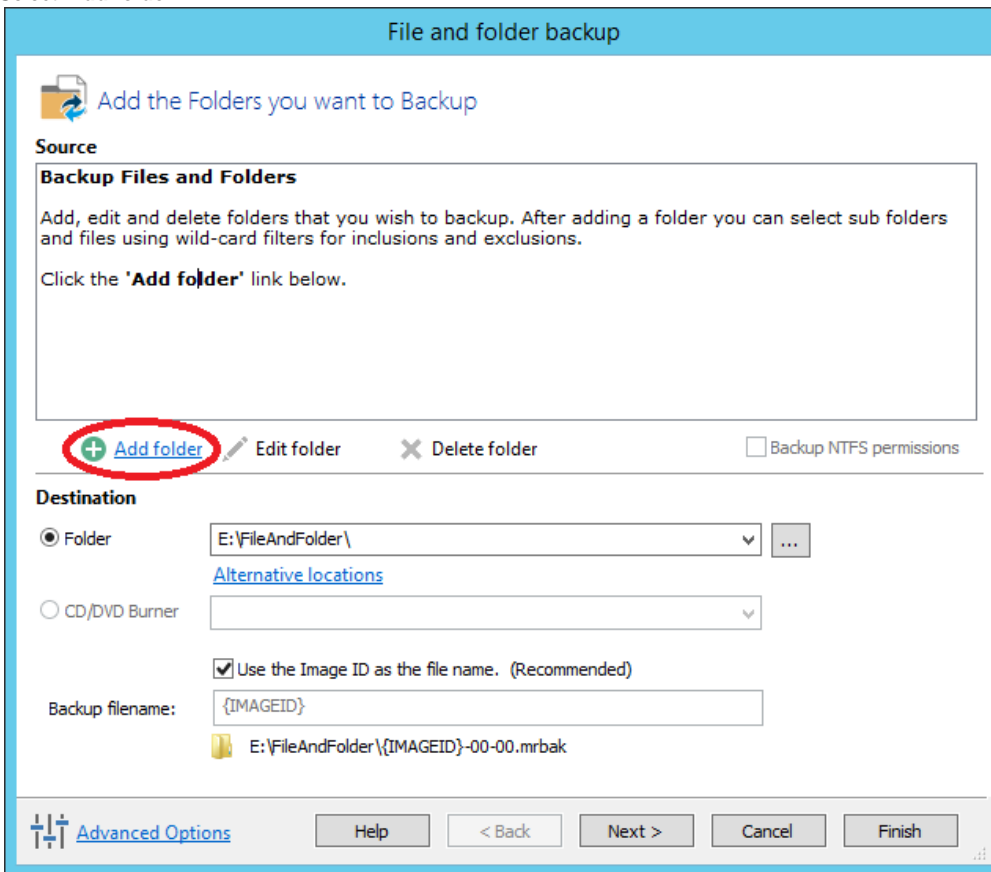 File and folder backup
Add the Folders you want to Backup
Source
Backup Files and Folders
Add, edit and delete folders that you wish to backup. After adding a folder you can select sub folders
and files using wild-card filters for inclusions and exclusions.
Click the 'Add folder' link below.
Add folder Edit folder Delete folder Backup NTFS permissions
Destination
Folder E:\FileAndFolder\ ...
Alternative locations
CD/DVD Burner
Use the Image ID as the file name. (Recommended)
Backup filename: {IMAGEID}
E:\FileAndFolder\{IMAGEID}-00-00.mrbak
Advanced Options Help < Back Next > Cancel Finish